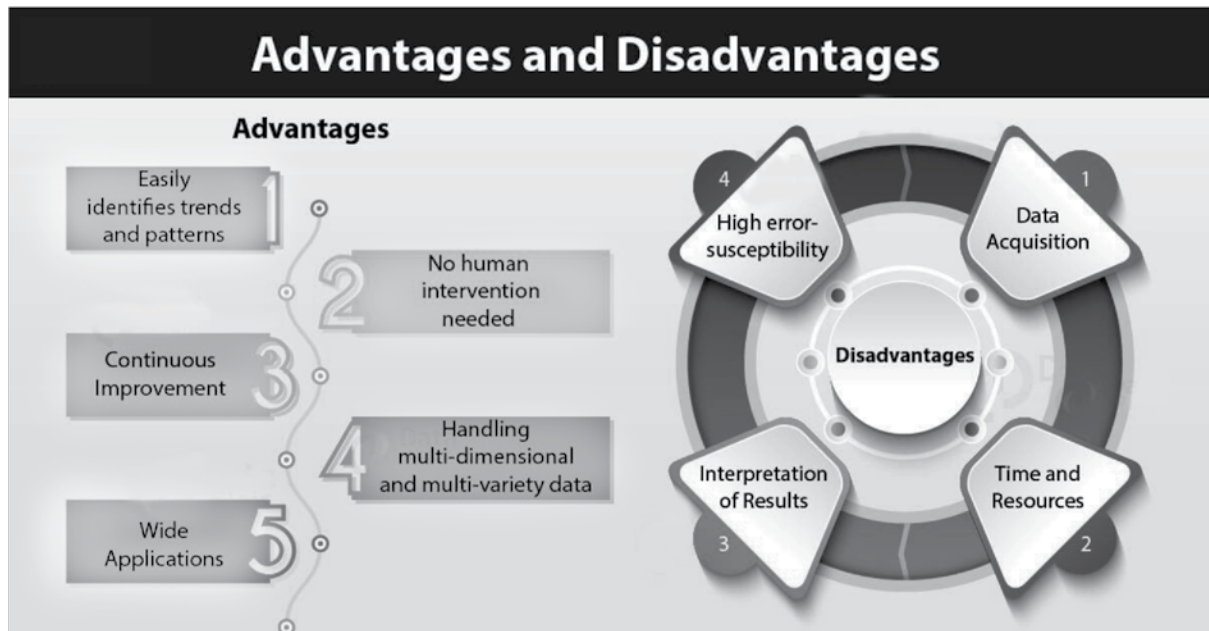 Advantages and Disadvantages
Advantages
Easily
identifies trends
and patterns
1
2
No human
intervention
needed
Continuous
Improvement
3
4
Handling
multi-dimensional
and multi-variety data
Wide
Applications
5
Disadvantages
1
Data
Acquisition
Time and
Resources
2
Interpretation
of Results
3
4
High error-
susceptibility